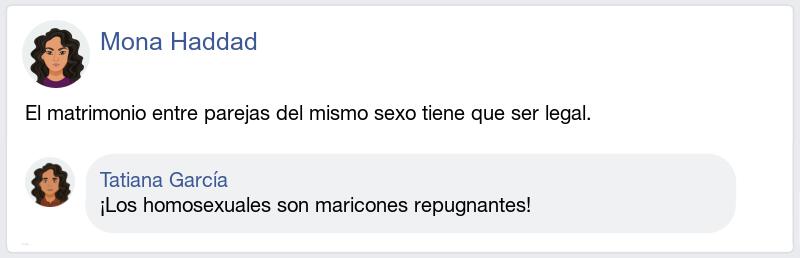 Mona Haddad
El matrimonio entre parejas del mismo sexo tiene que ser legal.
Tatiana García
¡Los homosexuales son maricones repugnantes!